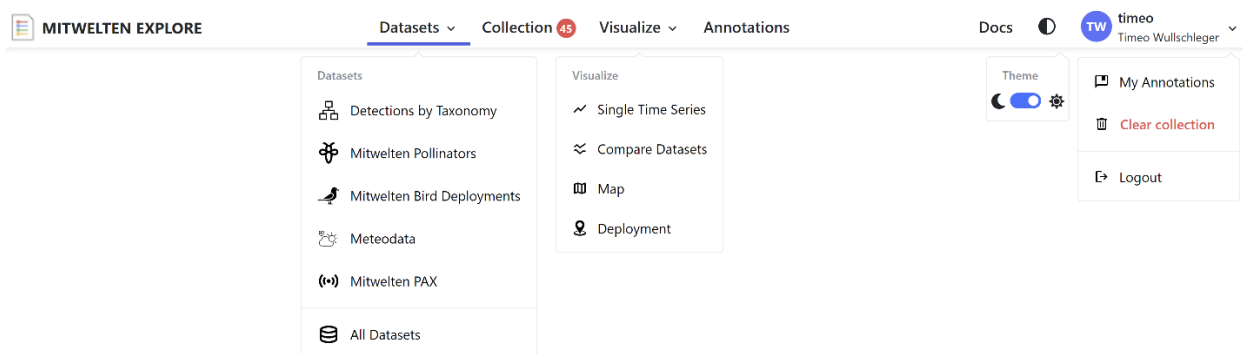 MITWELTEN EXPLORE
Datasets
Collection 45
Visualize
Annotations
Docs
TW
timeo
Timeo Wullschleger
Datasets
Detections by Taxonomy
Mitwelten Pollinators
Mitwelten Bird Deployments
Meteodata
Mitwelten PAX
All Datasets
Visualize
Single Time Series
Compare Datasets
Map
Deployment
Theme
My Annotations
Clear collection
Logout